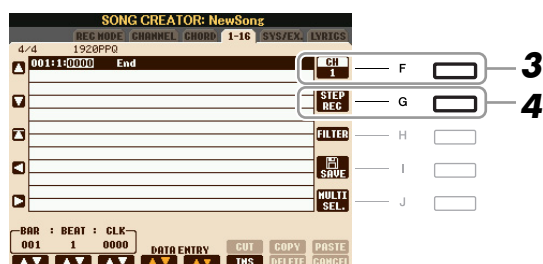 SONG CREATOR: NewSong
REC MODE CHANNEL CHORD 1-16 SYS/EX. LYRICS
4/4 1920PPQ
001:1:0000 End
CH
1
F
3
STEP
REC
G
4
FILTER
H
SAVE
I
MULTI
SEL.
J
BAR : BEAT : CLK
001 1 0000
DATA ENTRY
CUT COPY PASTE
INS DELETE CANCEL